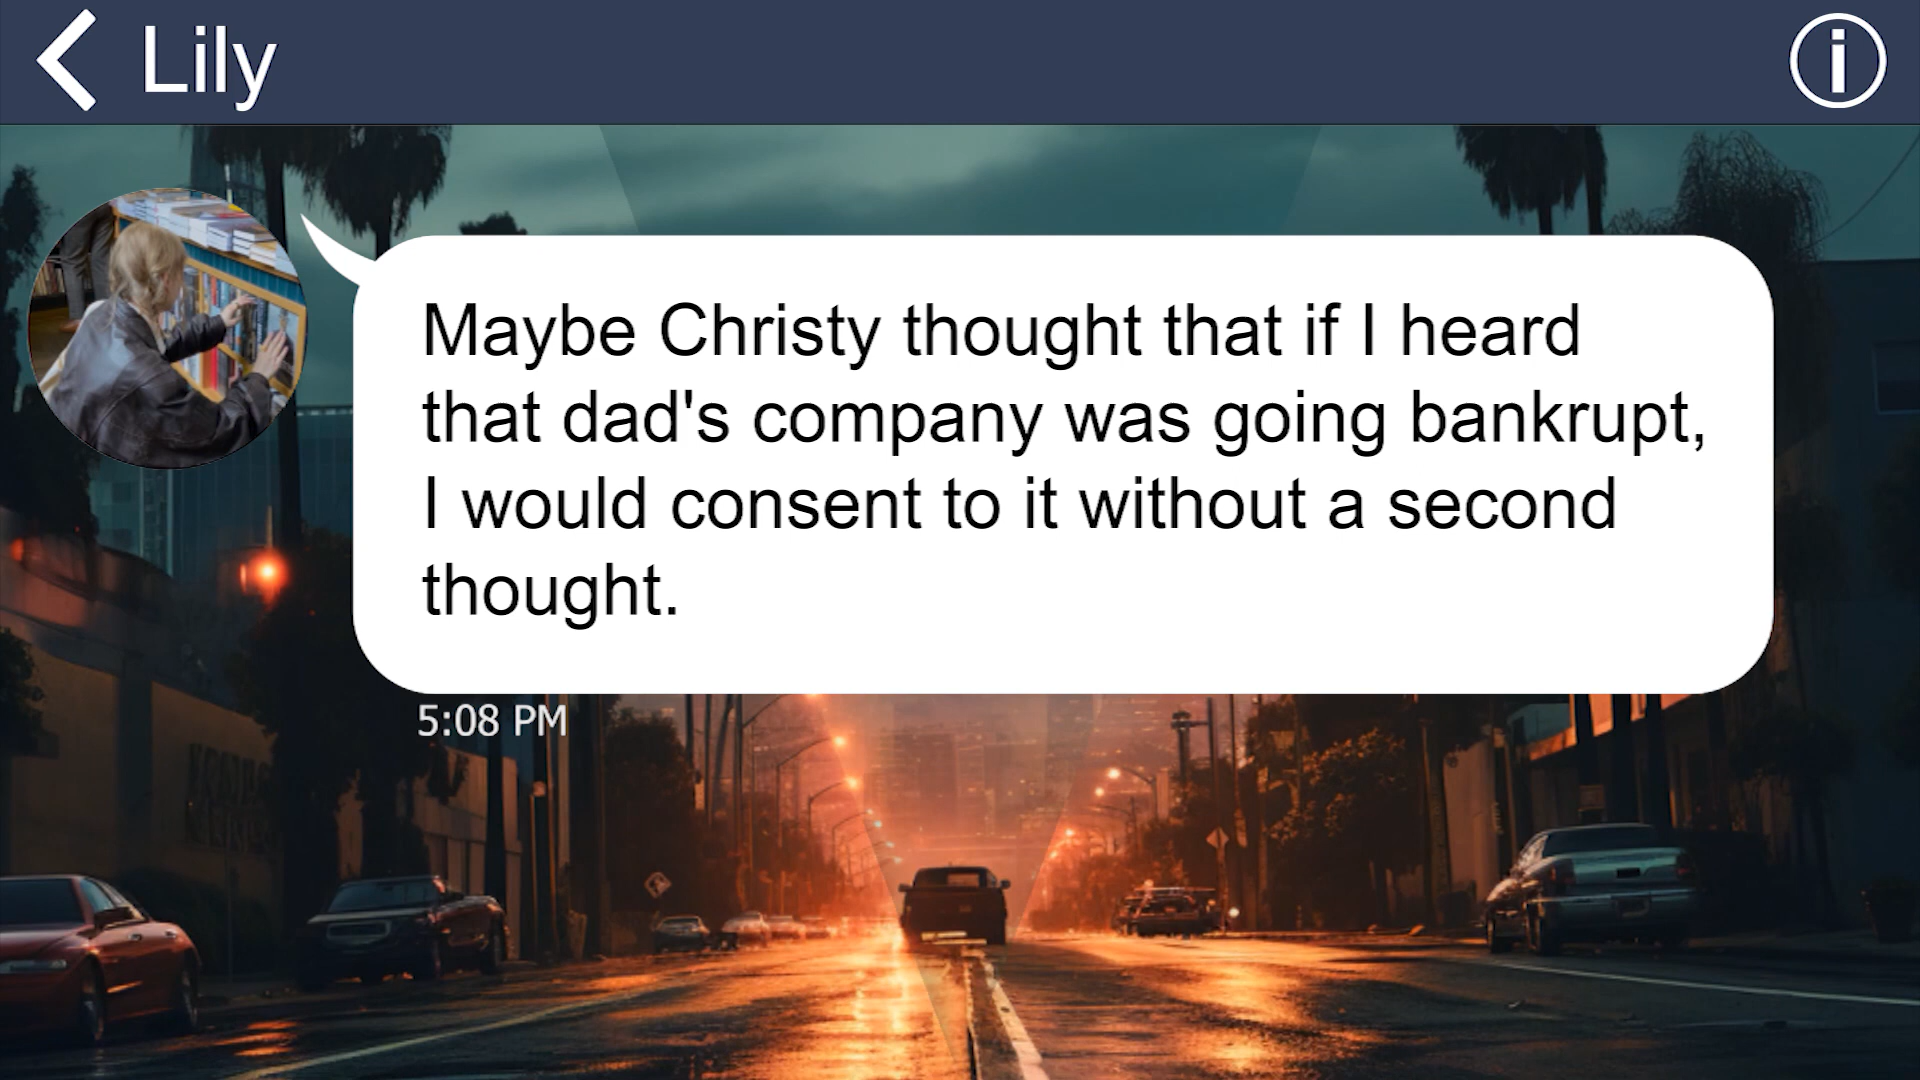 Lily
Maybe Christy thought that if I heard
that dad's company was going bankrupt,
I would consent to it without a second
thought.
5:08 PM